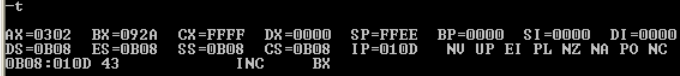 -t
AX=0302 BX=092A CX=FFFF DX=0000 SP=FFEE BP=0000 SI=0000 DI=0000
DS=0B08 ES=0B08 SS=0B08 CS=0B08 IP=010D NV UP EI PL NZ NA PO NC
0B08:010D 43 INC BX